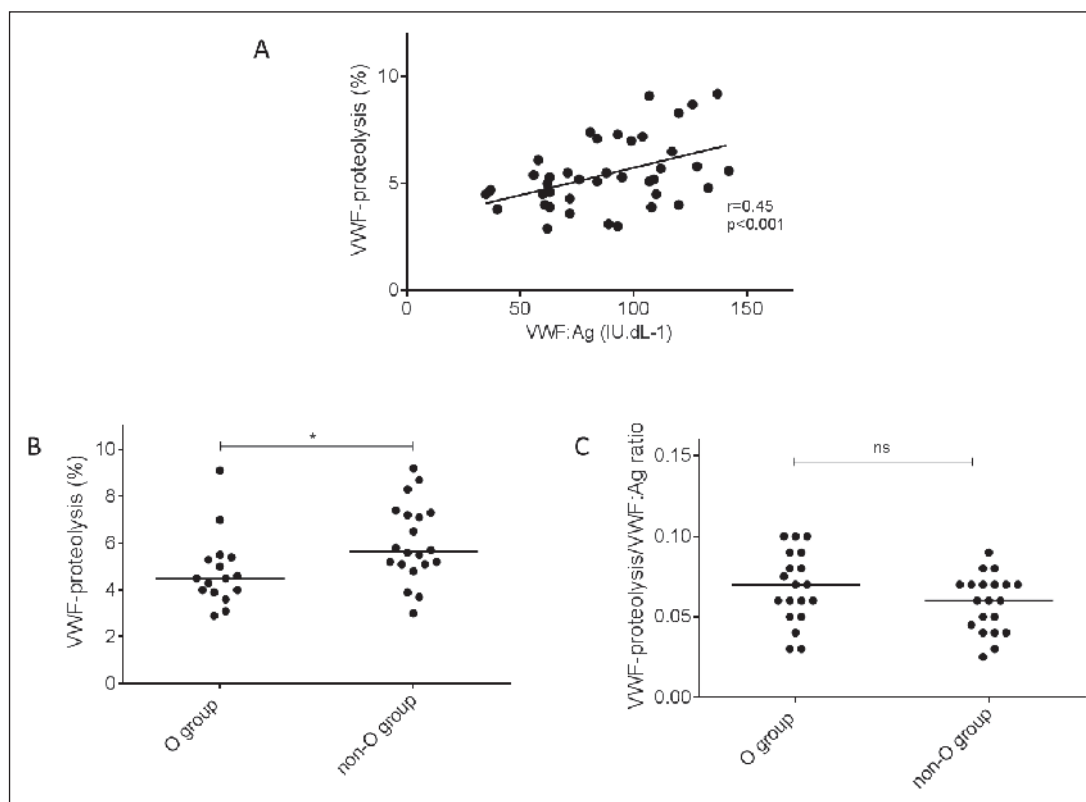 A
VWF-proteolysis (%)
10
5
0
0 50 100 150
r=0.45
p<0.001
VWF:Ag (IU.dL-1)
B
VWF-proteolysis (%)
10
8
6
4
2
0
*
O group
non-O group
C
VWF-proteolysis/VWF:Ag ratio
0.15
0.10
0.05
0.00
ns
O group
non-O group